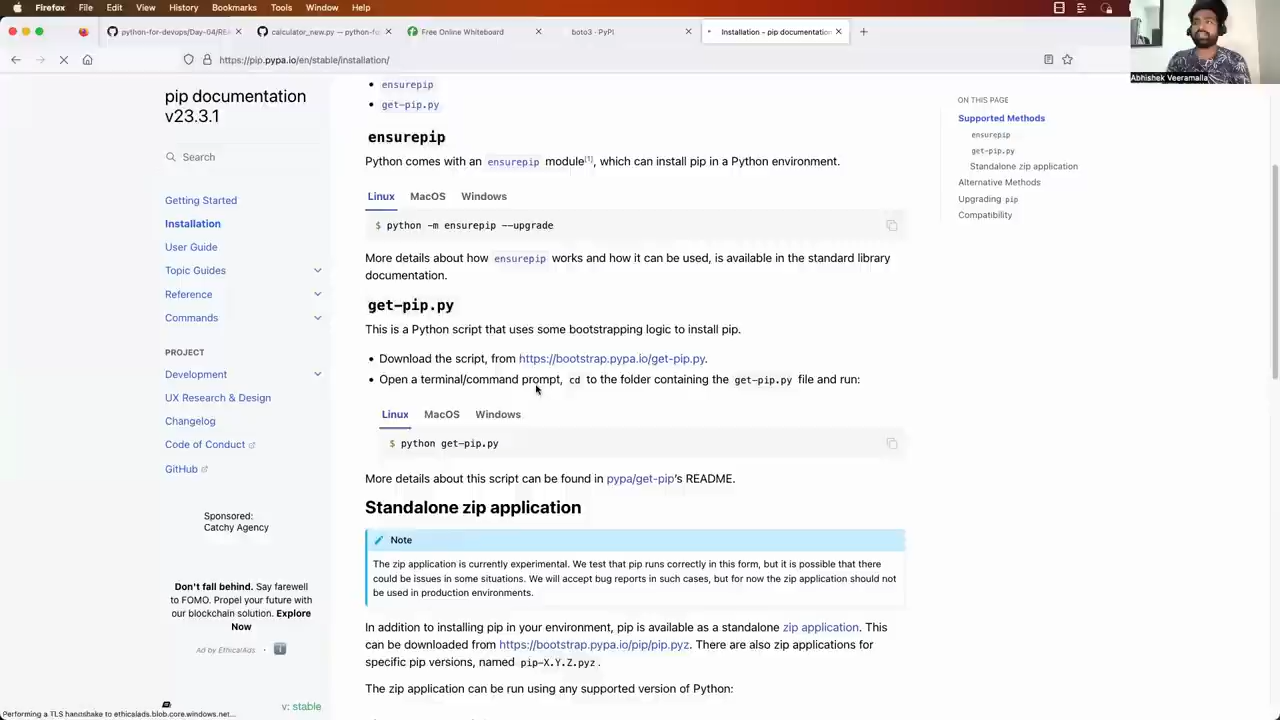 Firefox File Edit View History Bookmarks Tools Window Help
python-for-devops/Day-04/REA
calculator_new.py — python-fo
Free Online Whiteboard
boto3 · PyPI
Installation - pip documentation
https://pip.pypa.io/en/stable/installation/
Abhishek Veeramalla
pip documentation
v23.3.1
Search
Getting Started
Installation
User Guide
Topic Guides
Reference
Commands
PROJECT
Development
UX Research & Design
Changelog
Code of Conduct
GitHub
Sponsored:
Catchy Agency
Don't fall behind. Say farewell
to FOMO. Propel your future with
our blockchain solution. Explore
Now
Ad by EthicalAds ·
v: stable
Performing a TLS handshake to ethicalads.blob.core.windows.net...
• ensurepip
• get-pip.py
ensurepip
Python comes with an ensurepip module[1], which can install pip in a Python environment.
Linux MacOS Windows
$ python -m ensurepip --upgrade
More details about how ensurepip works and how it can be used, is available in the standard library
documentation.
get-pip.py
This is a Python script that uses some bootstrapping logic to install pip.
• Download the script, from https://bootstrap.pypa.io/get-pip.py.
• Open a terminal/command prompt, cd to the folder containing the get-pip.py file and run:
Linux MacOS Windows
$ python get-pip.py
More details about this script can be found in pypa/get-pip's README.
Standalone zip application
Note
The zip application is currently experimental. We test that pip runs correctly in this form, but it is possible that there
could be issues in some situations. We will accept bug reports in such cases, but for now the zip application should not
be used in production environments.
In addition to installing pip in your environment, pip is available as a standalone zip application. This
can be downloaded from https://bootstrap.pypa.io/pip/pip.pyz. There are also zip applications for
specific pip versions, named pip-X.Y.Z.pyz.
The zip application can be run using any supported version of Python:
ON THIS PAGE
Supported Methods
ensurepip
get-pip.py
Standalone zip application
Alternative Methods
Upgrading pip
Compatibility